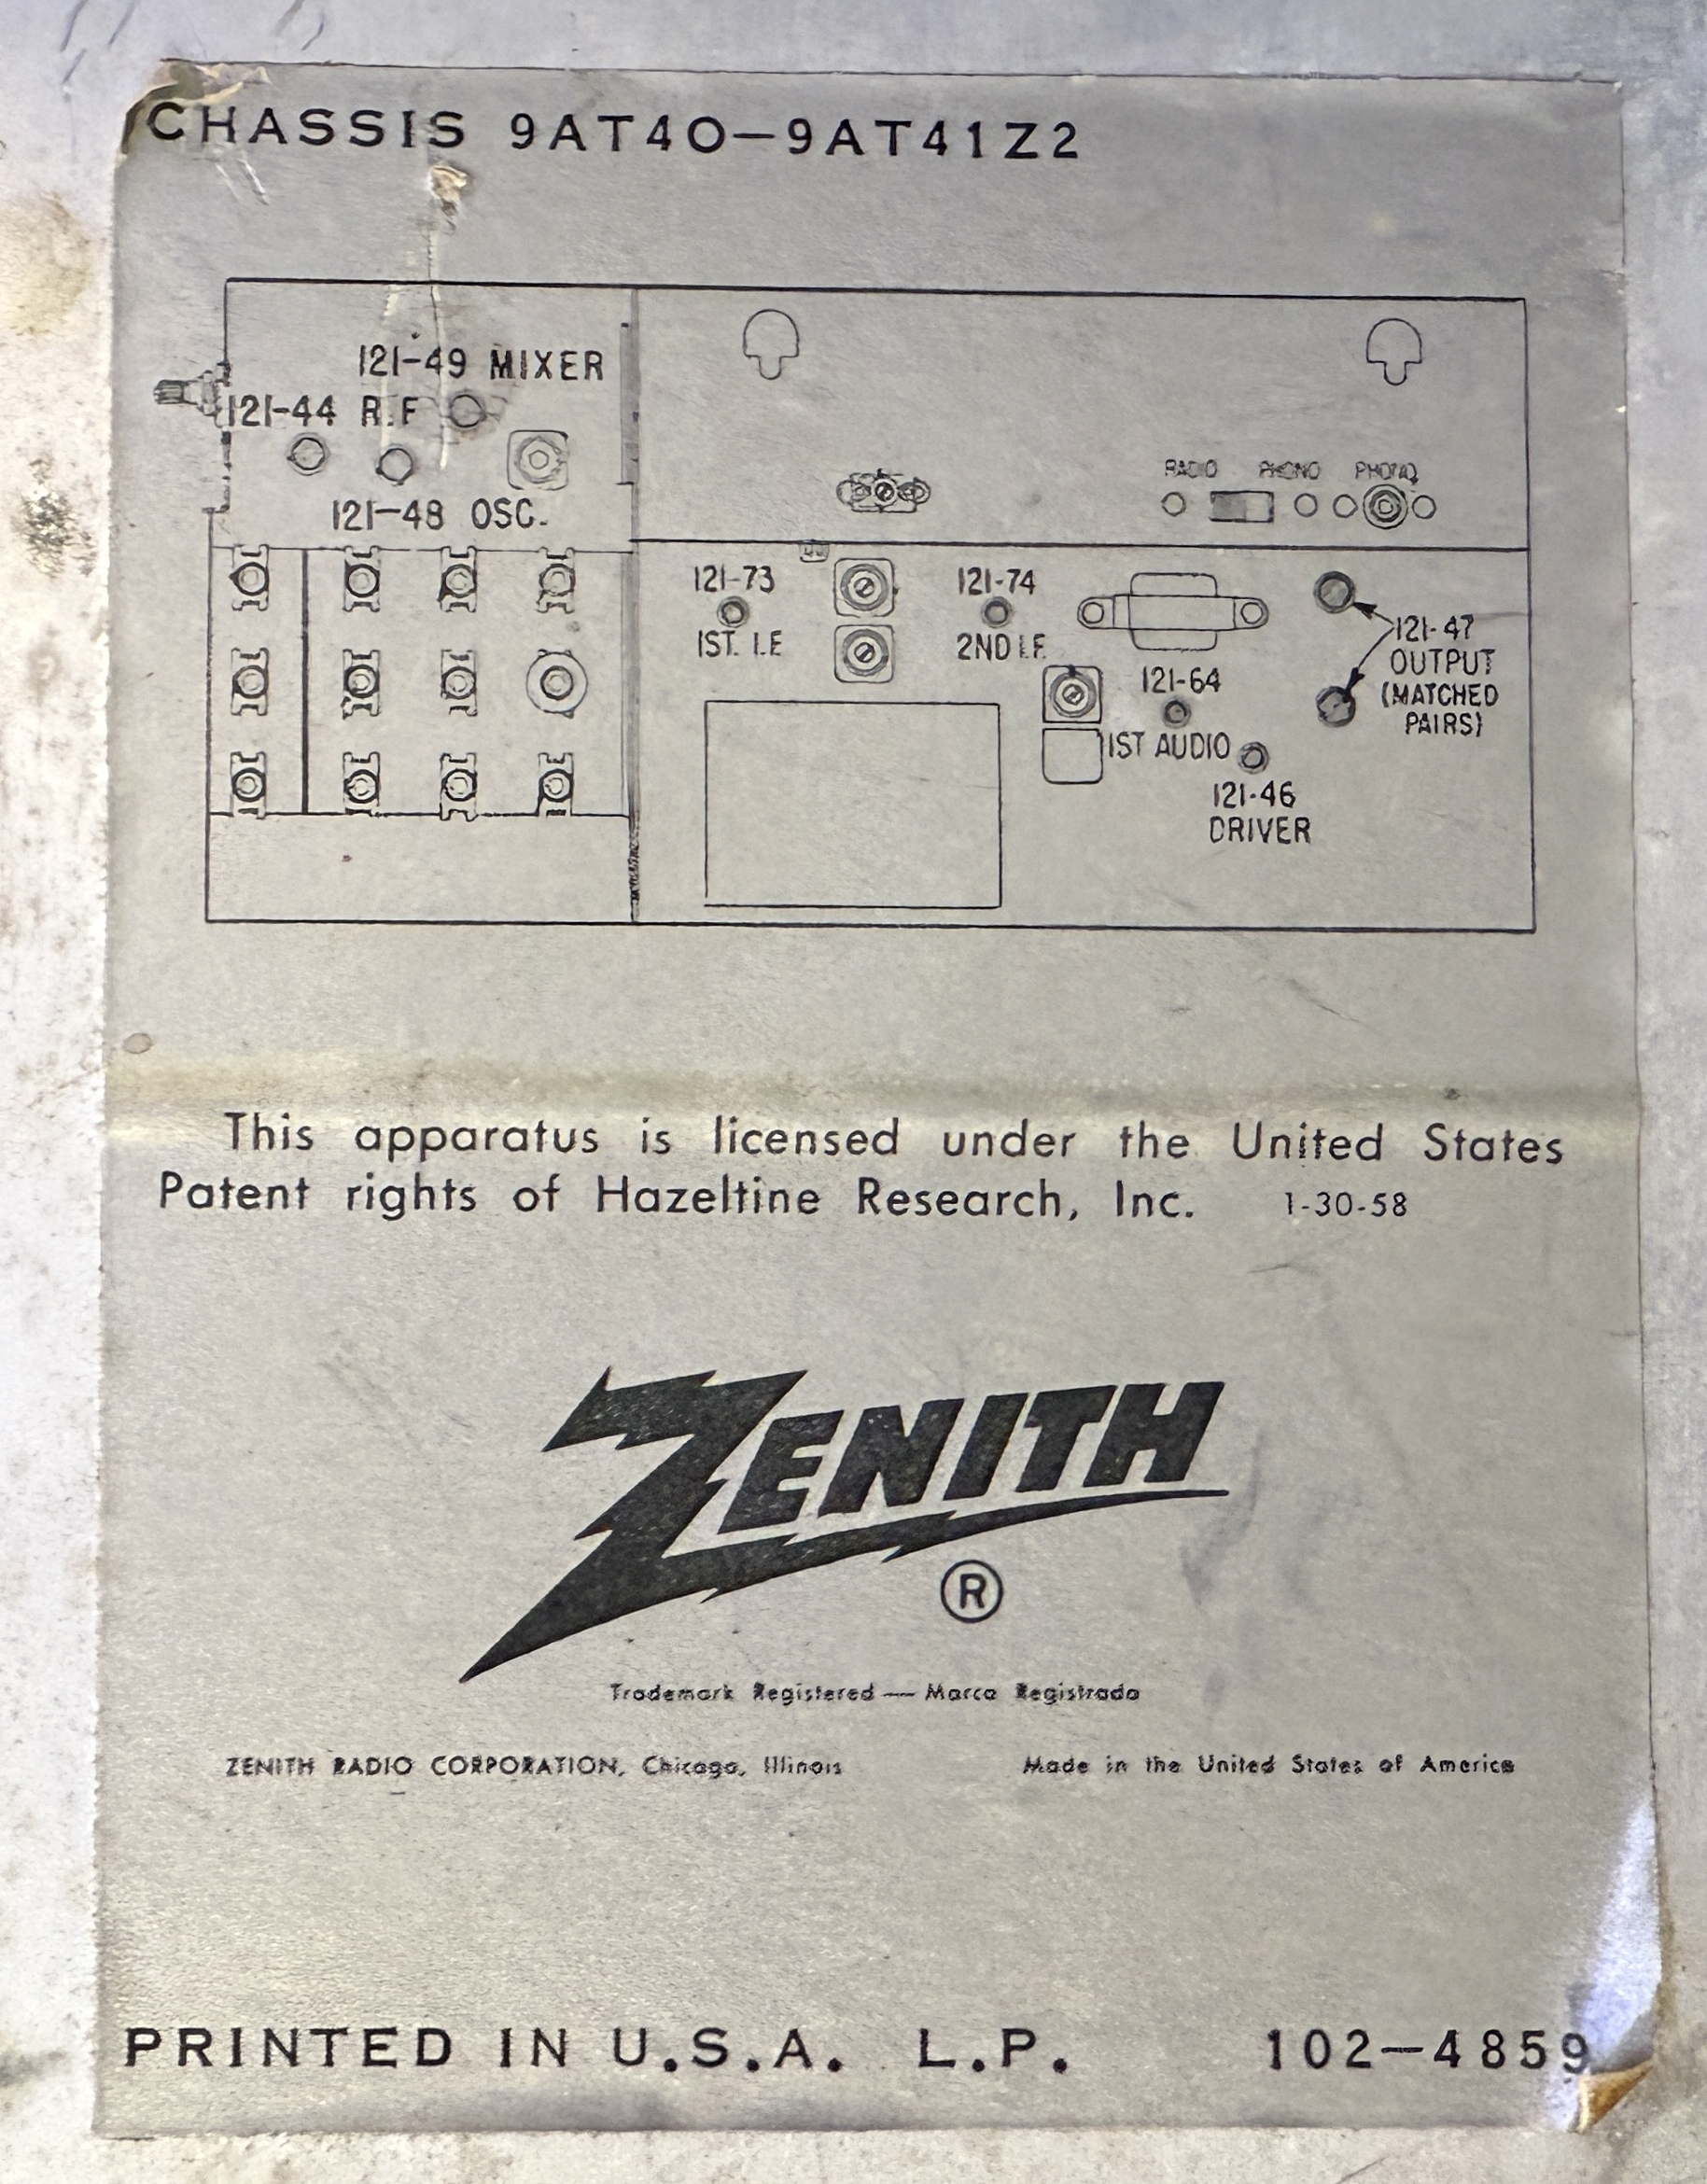 CHASSIS 9AT40—9AT41Z2
121-49 MIXER
121-44 R.F
121-48 OSC.
RADIO PHONO PHONO
121-73
1ST. I.F
121-74
2ND I.F.
121-47
OUTPUT
(MATCHED
PAIRS)
121-64
1ST AUDIO
121-46
DRIVER
This apparatus is licensed under the United States
Patent rights of Hazeltine Research, Inc. 1-30-58
ZENITH
®
Trademark Registered — Marca Registrada
ZENITH RADIO CORPORATION, Chicago, Illinois Made in the United States of America
PRINTED IN U.S.A. L.P. 102—4859